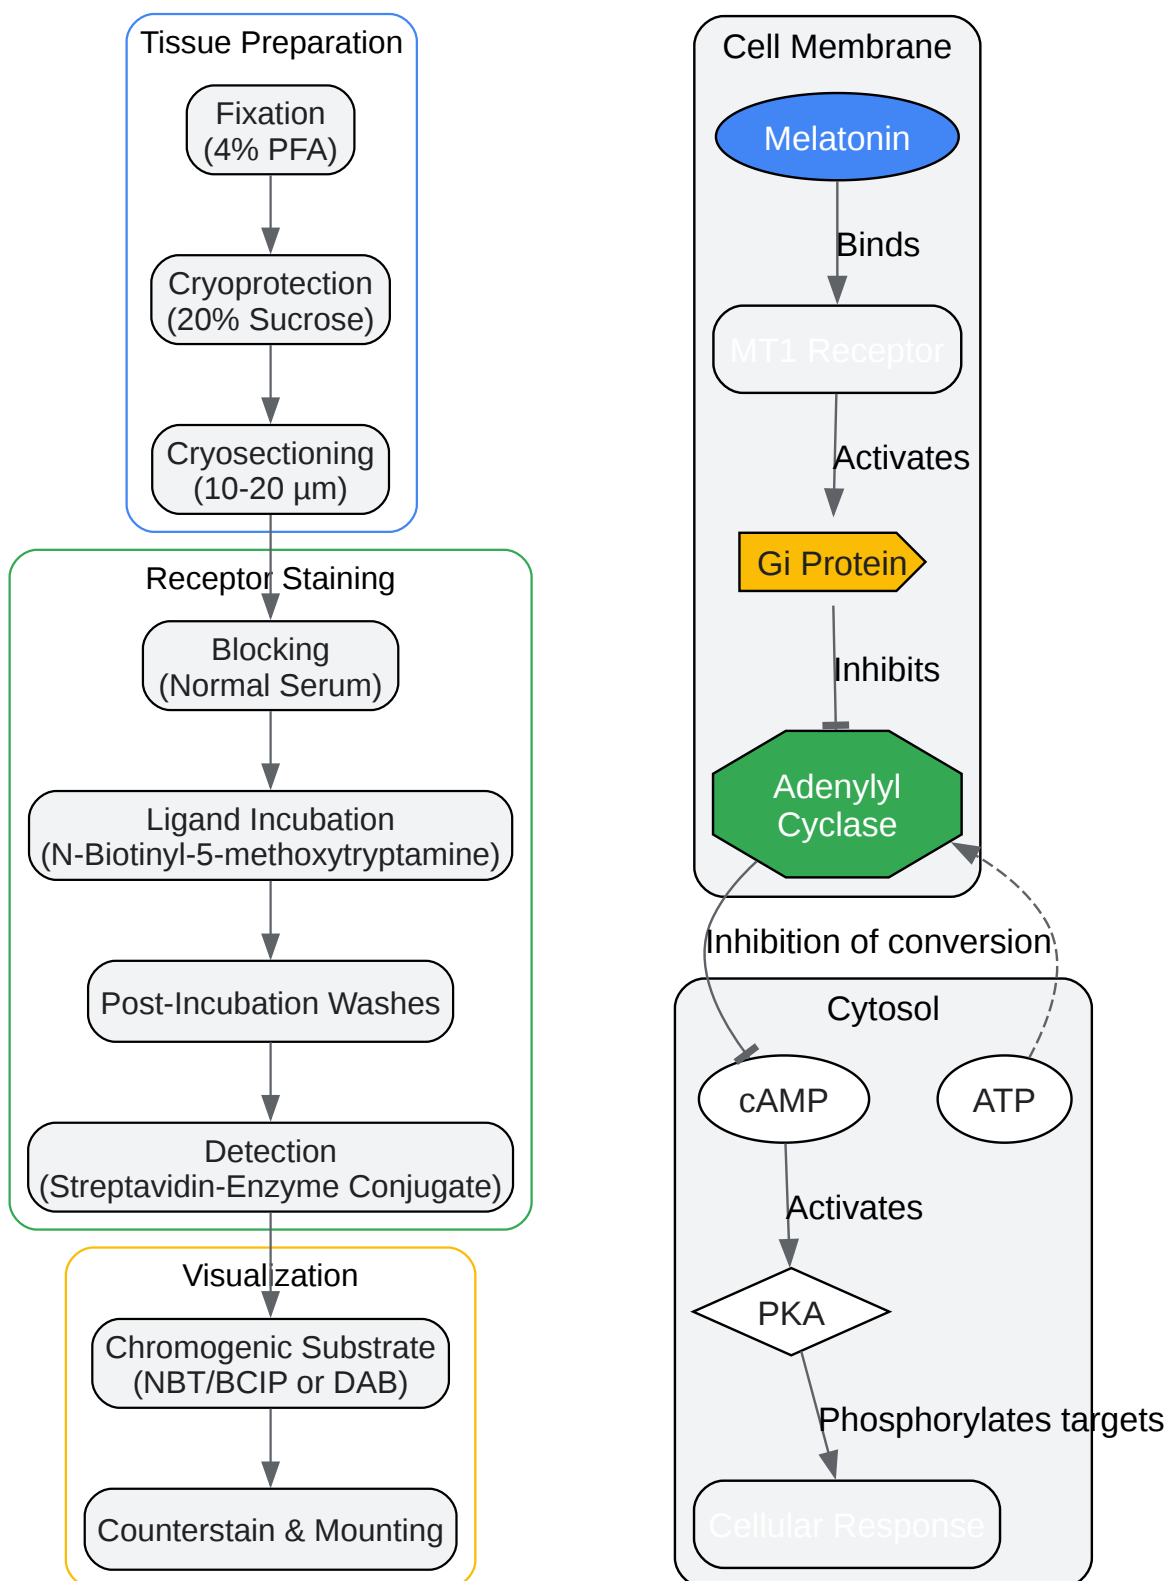 Tissue Preparation
Fixation
(4% PFA)
Cryoprotection
(20% Sucrose)
Cryosectioning
(10-20 µm)
Receptor Staining
Blocking
(Normal Serum)
Ligand Incubation
(N-Biotinyl-5-methoxytryptamine)
Post-Incubation Washes
Detection
(Streptavidin-Enzyme Conjugate)
Visualization
Chromogenic Substrate
(NBT/BCIP or DAB)
Counterstain & Mounting
Cell Membrane
Melatonin
Binds
MT1 Receptor
Activates
Gi Protein
Inhibits
Adenylyl
Cyclase
Inhibition of conversion
Cytosol
cAMP
ATP
Activates
PKA
Phosphorylates targets
Cellular Response